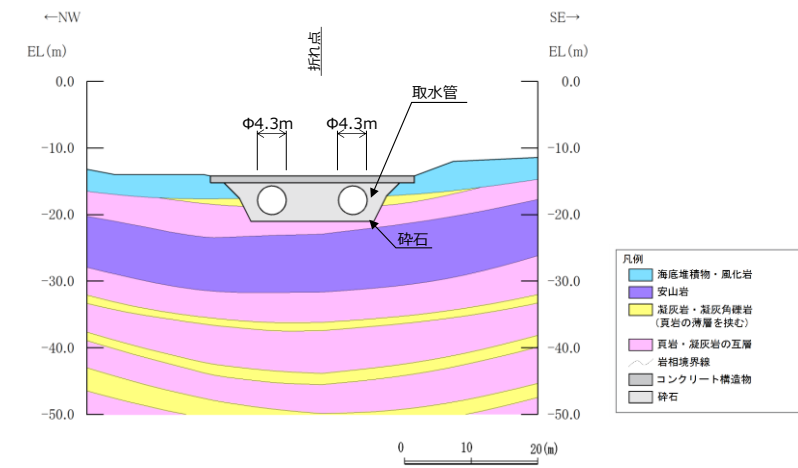 ←NW
SE→
EL(m)
EL(m)
折れ点
0.0
0.0
取水管
Φ4.3m
Φ4.3m
-10.0
-10.0
-20.0
-20.0
砕石
-30.0
-30.0
-40.0
-40.0
-50.0
-50.0
凡例
海底堆積物・風化岩
安山岩
凝灰岩・凝灰角礫岩
(頁岩の薄層を挟む)
頁岩・凝灰岩の互層
岩相境界線
コンクリート構造物
砕石
0 10 20(m)